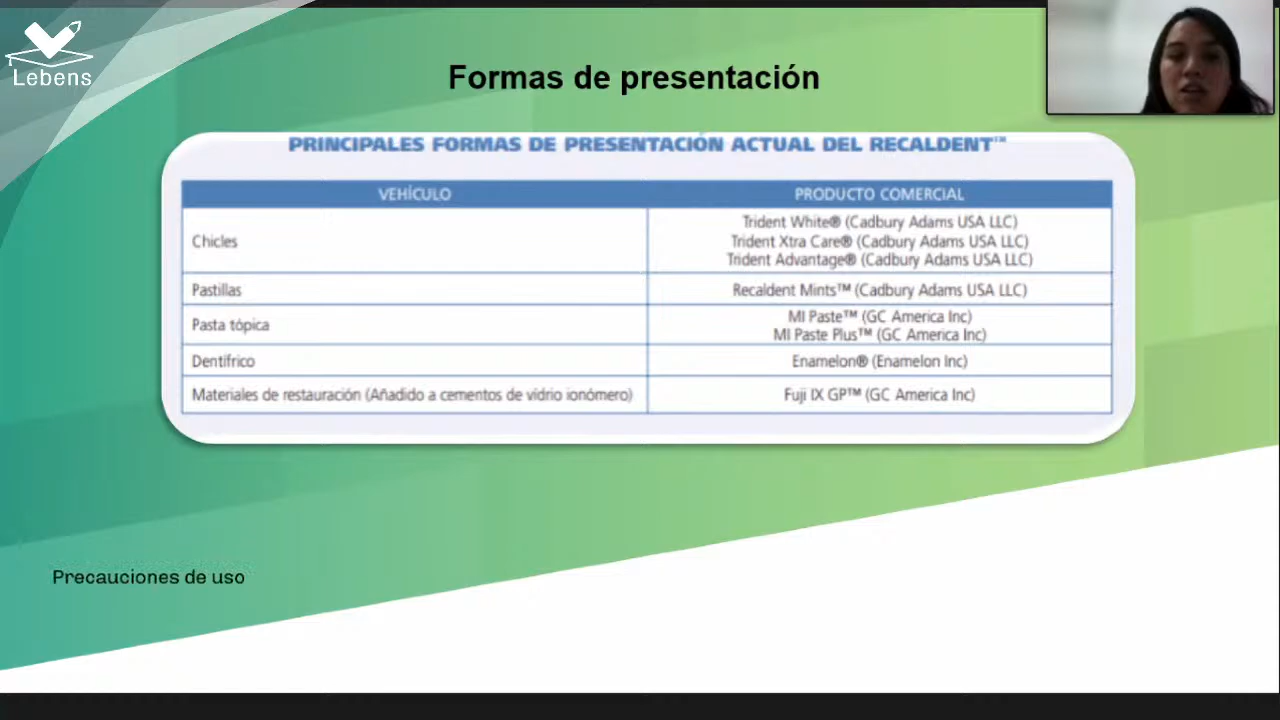 Lebens
Formas de presentación
PRINCIPALES FORMAS DE PRESENTACIÓN ACTUAL DEL RECALDENT™
VEHÍCULO
PRODUCTO COMERCIAL
Chicles
Trident White® (Cadbury Adams USA LLC)
Trident Xtra Care® (Cadbury Adams USA LLC)
Trident Advantage® (Cadbury Adams USA LLC)
Pastillas
Recaldent Mints™ (Cadbury Adams USA LLC)
Pasta tópica
MI Paste™ (GC America Inc)
MI Paste Plus™ (GC America Inc)
Dentífrico
Enamelon® (Enamelon Inc)
Materiales de restauración (Añadido a cementos de vidrio ionómero)
Fuji IX GP™ (GC America Inc)
Precauciones de uso